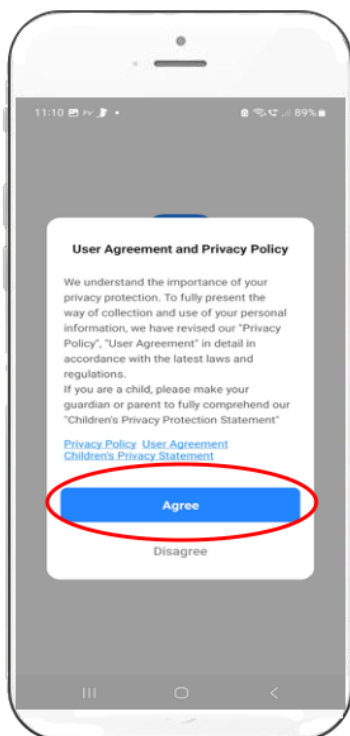 11:10
89%
User Agreement and Privacy Policy
We understand the importance of your
privacy protection. To fully present the
way of collection and use of your personal
information, we have revised our "Privacy
Policy", "User Agreement" in detail in
accordance with the latest laws and
regulations.
If you are a child, please make your
guardian or parent to fully comprehend our
"Children's Privacy Protection Statement"
Privacy Policy User Agreement
Children's Privacy Statement
Agree
Disagree